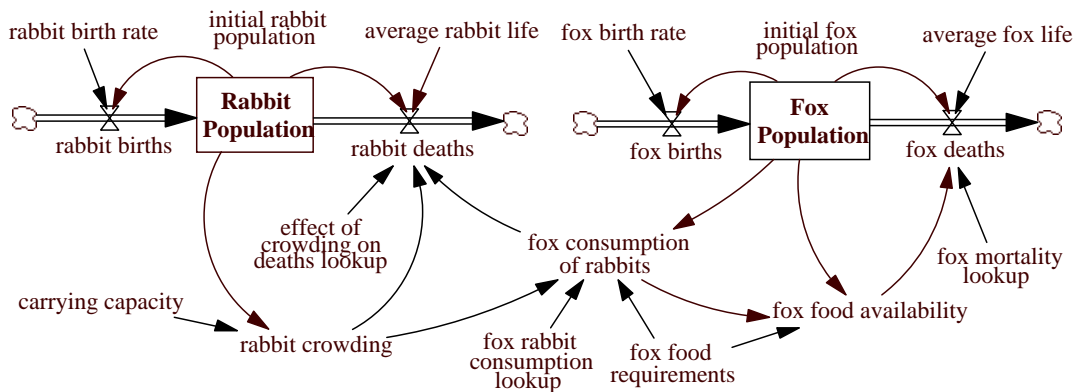 rabbit birth rate
initial rabbit
population
average rabbit life
Rabbit
Population
rabbit births
rabbit deaths
effect of
crowding on
deaths lookup
carrying capacity
rabbit crowding
fox birth rate
initial fox
population
average fox life
Fox
Population
fox births
fox deaths
fox consumption
of rabbits
fox mortality
lookup
fox food availability
fox rabbit
consumption
lookup
fox food
requirements